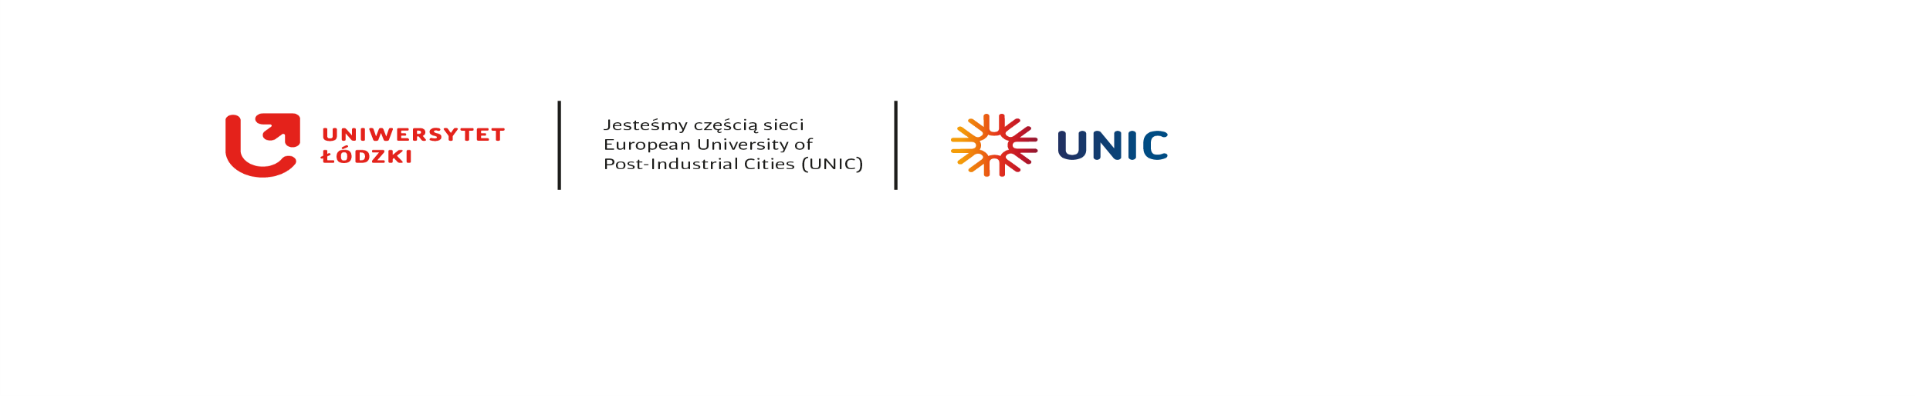 UNIWERSYTET
ŁÓDZKI
Jesteśmy częścią sieci
European University of
Post-Industrial Cities (UNIC)
UNIC